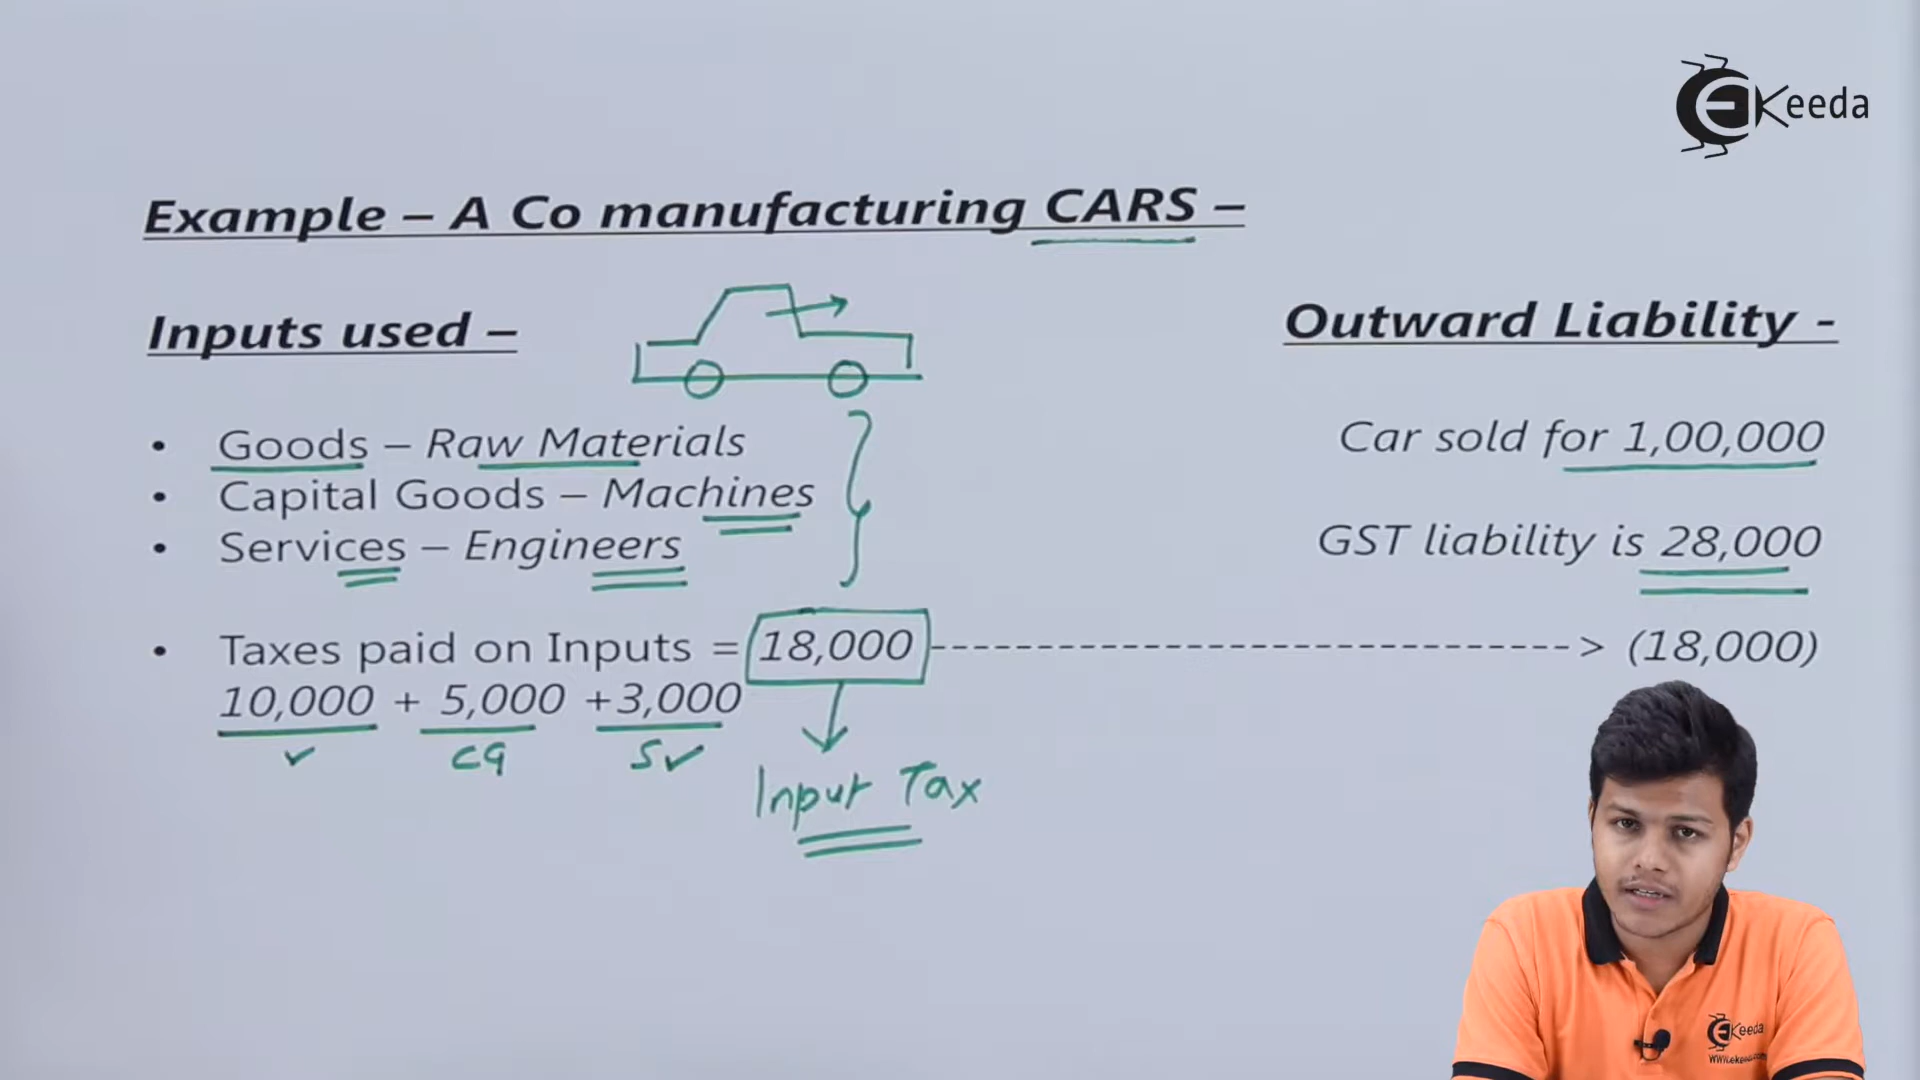 EKeeda
Example – A Co manufacturing CARS –
Inputs used –
Outward Liability -
• Goods – Raw Materials
Car sold for 1,00,000
• Capital Goods – Machines
• Services – Engineers
GST liability is 28,000
• Taxes paid on Inputs = 18,000 ----------------------------------> (18,000)
10,000 + 5,000 +3,000
✓ CG S✓
Input Tax
EKeeda